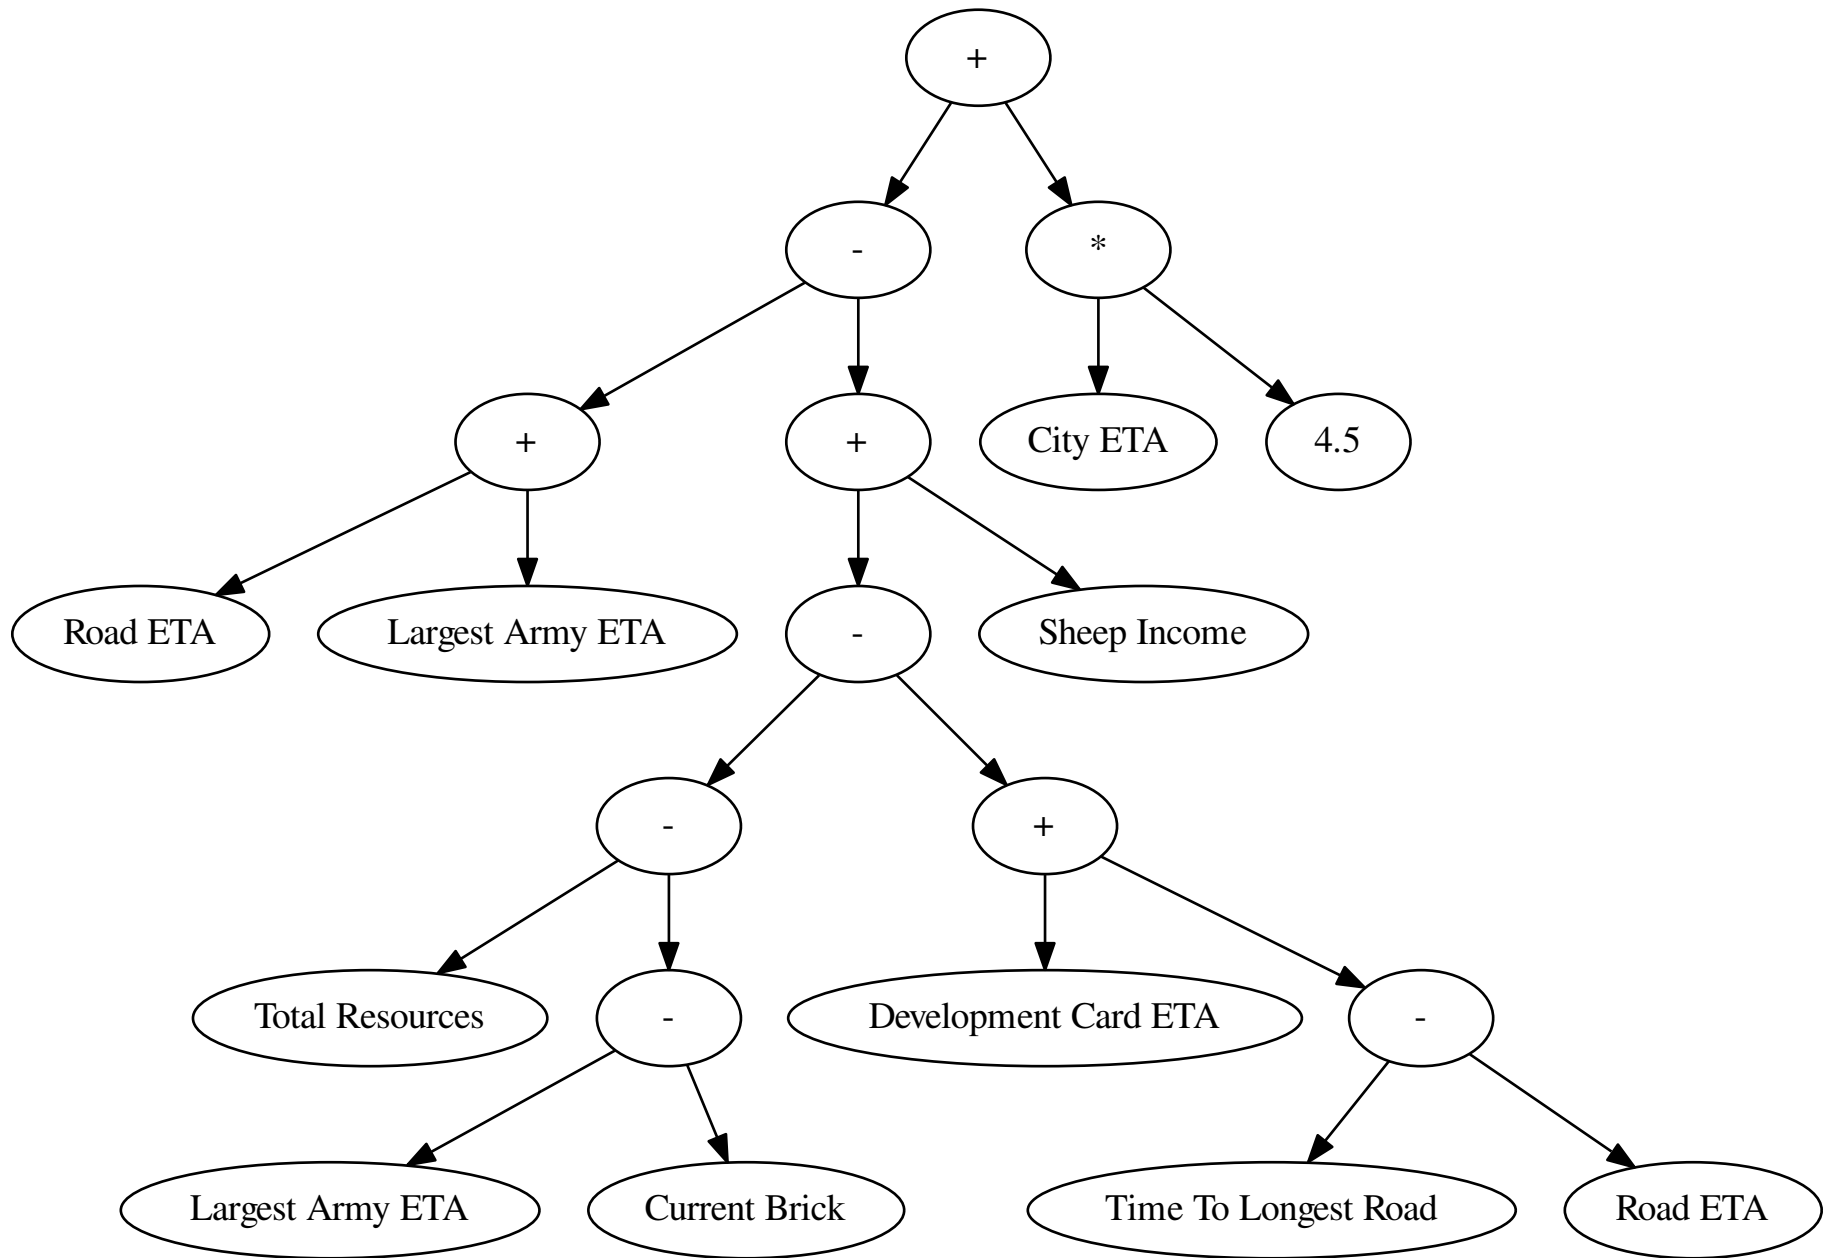 +
-
*
+
+
City ETA
4.5
Road ETA
Largest Army ETA
-
Sheep Income
-
+
Total Resources
-
Development Card ETA
-
Largest Army ETA
Current Brick
Time To Longest Road
Road ETA